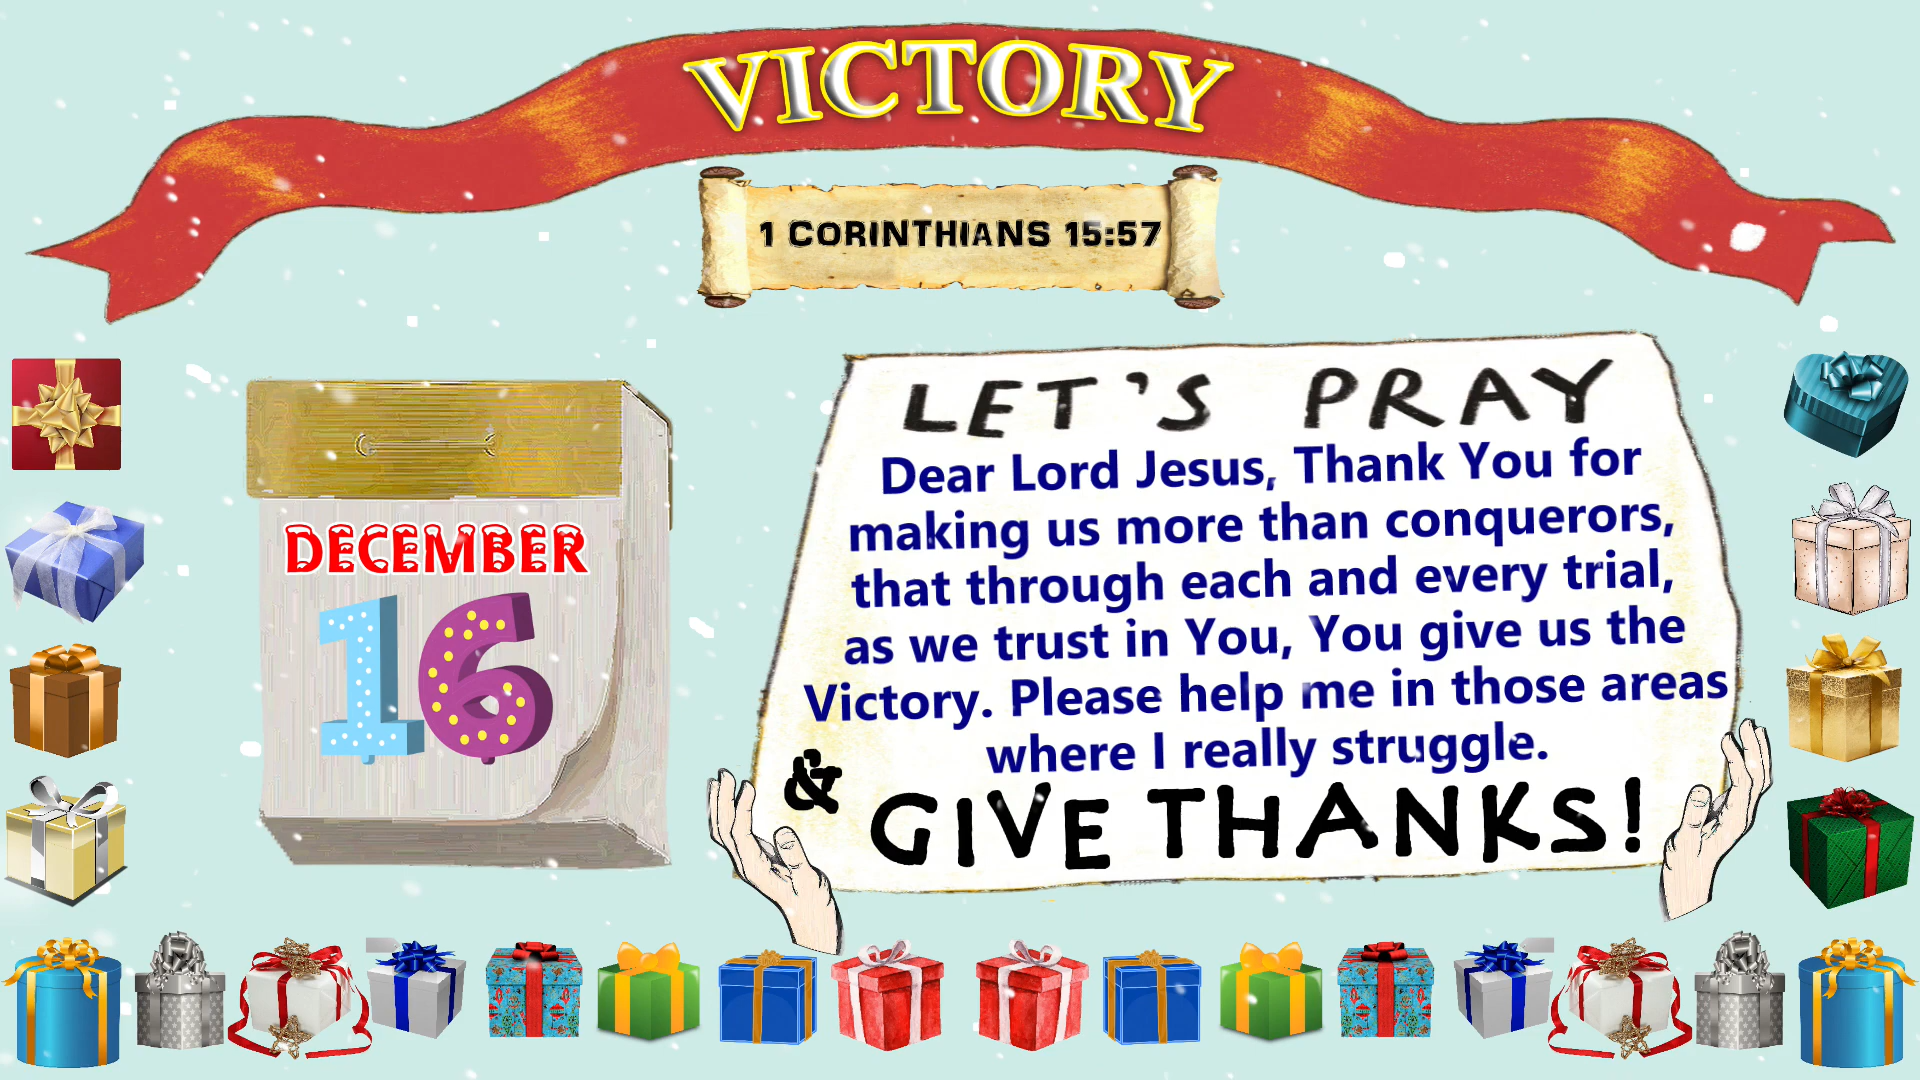 VICTORY
1 CORINTHIANS 15:57
DECEMBER
16
LET'S PRAY
Dear Lord Jesus, Thank You for
making us more than conquerors,
that through each and every trial,
as we trust in You, You give us the
Victory. Please help me in those areas
where I really struggle.
& GIVE THANKS!